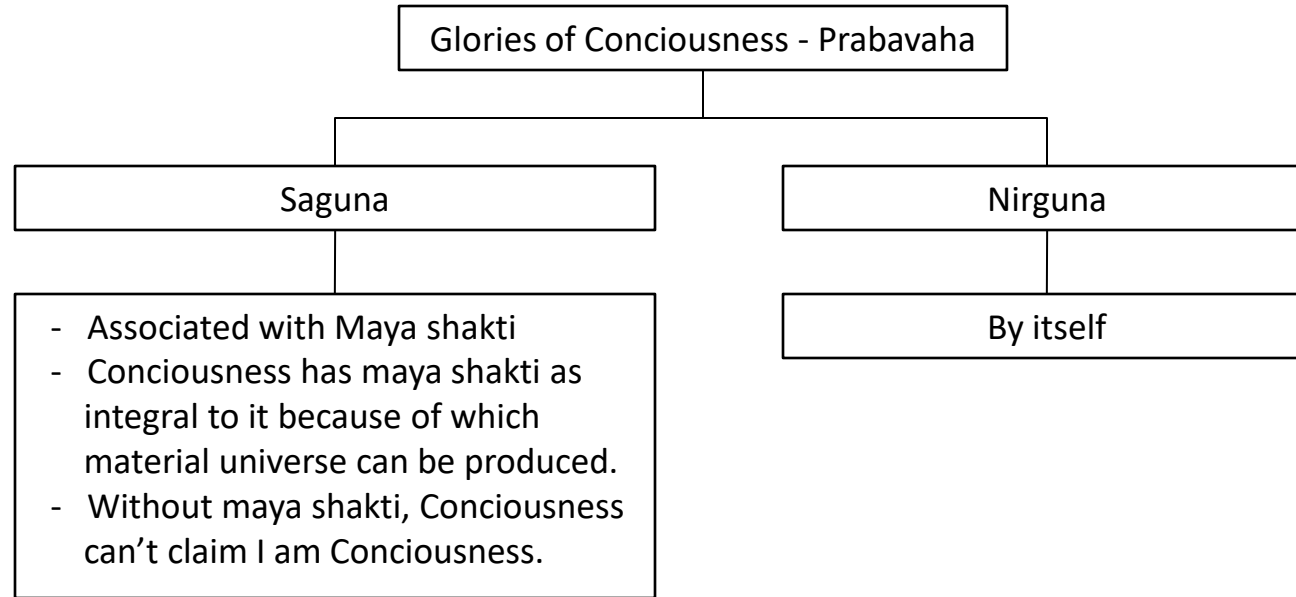 Glories of Conciousness - Prabavaha
Saguna
Nirguna
- Associated with Maya shakti
- Conciousness has maya shakti as
integral to it because of which
material universe can be produced.
- Without maya shakti, Conciousness
can’t claim I am Conciousness.
By itself